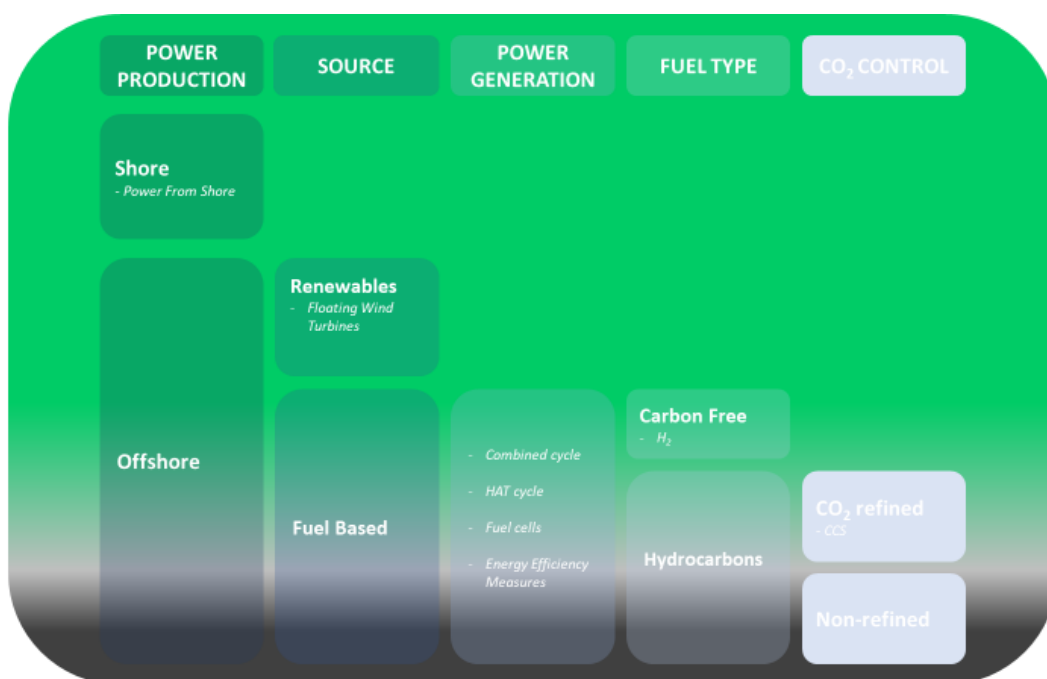 POWER
PRODUCTION
SOURCE
POWER
GENERATION
FUEL TYPE
CO₂ CONTROL
Shore
- Power From Shore
Offshore
Renewables
- Floating Wind
Turbines
Fuel Based
- Combined cycle
- HAT cycle
- Fuel cells
- Energy Efficiency
Measures
Carbon Free
- H₂
Hydrocarbons
CO₂ refined
- CCS
Non-refined